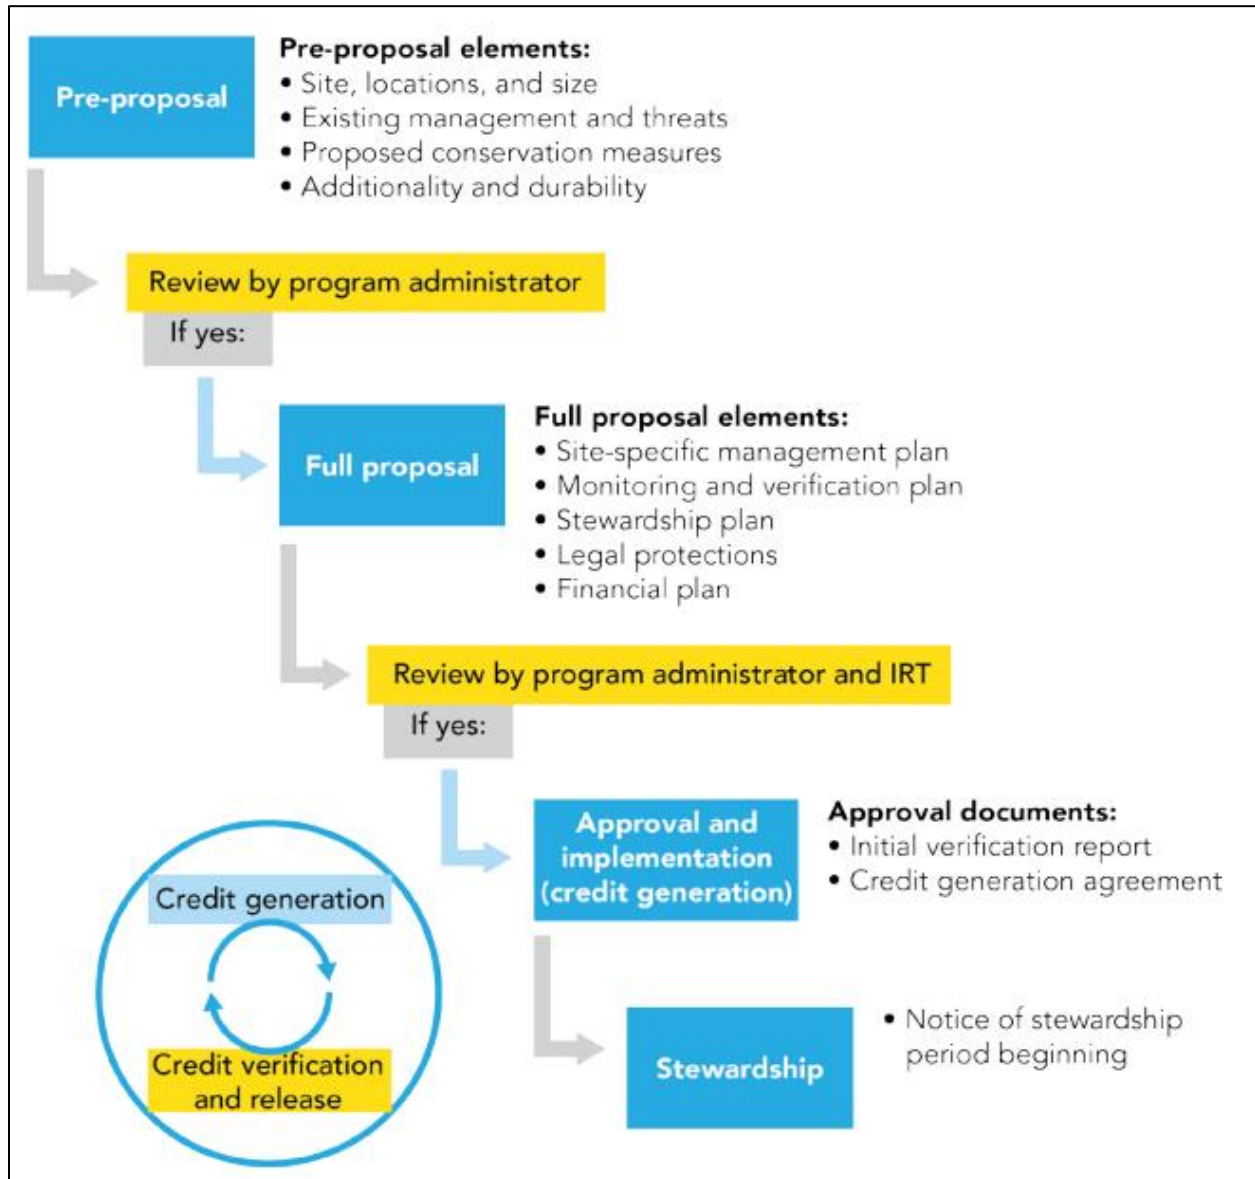 Pre-proposal
Pre-proposal elements:
• Site, locations, and size
• Existing management and threats
• Proposed conservation measures
• Additionality and durability
Review by program administrator
If yes:
Full proposal
Full proposal elements:
• Site-specific management plan
• Monitoring and verification plan
• Stewardship plan
• Legal protections
• Financial plan
Review by program administrator and IRT
If yes:
Approval and
implementation
(credit generation)
Approval documents:
• Initial verification report
• Credit generation agreement
Credit generation
Credit verification
and release
Stewardship
• Notice of stewardship
period beginning